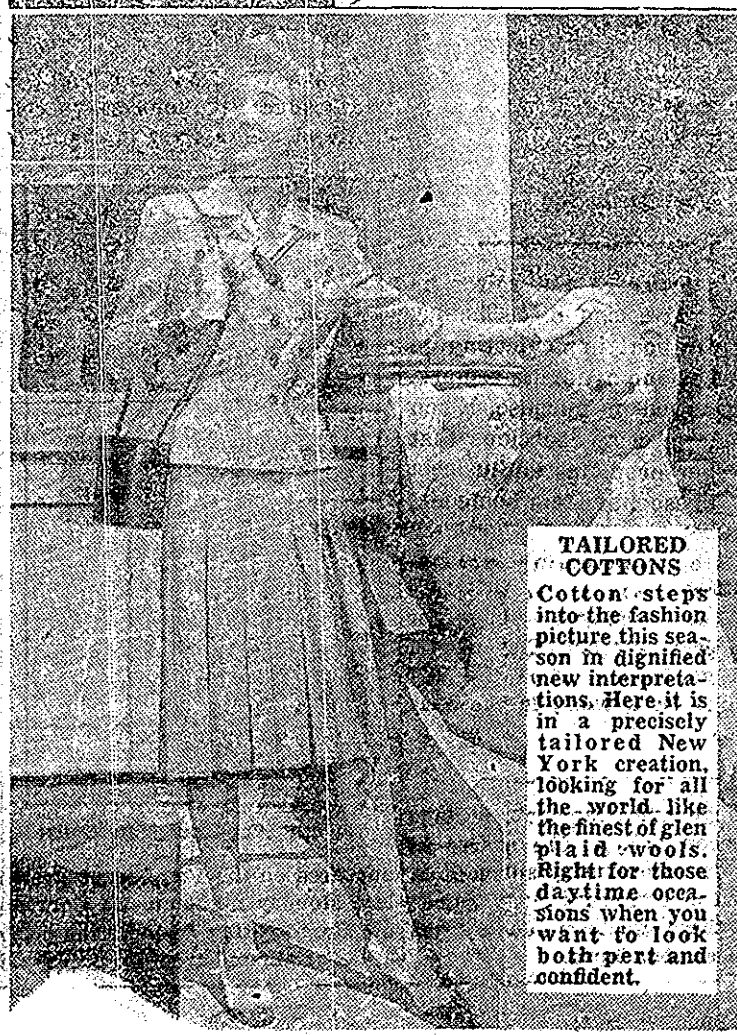 TAILORED
COTTONS
Cotton steps
into the fashion
picture this sea-
son in dignified
new interpreta-
tions. Here it is
in a precisely
tailored New
York creation,
looking for all
the world like
the finest of glen
plaid wools.
Right for those
daytime occa-
sions when you
want to look
both pert and
confident.